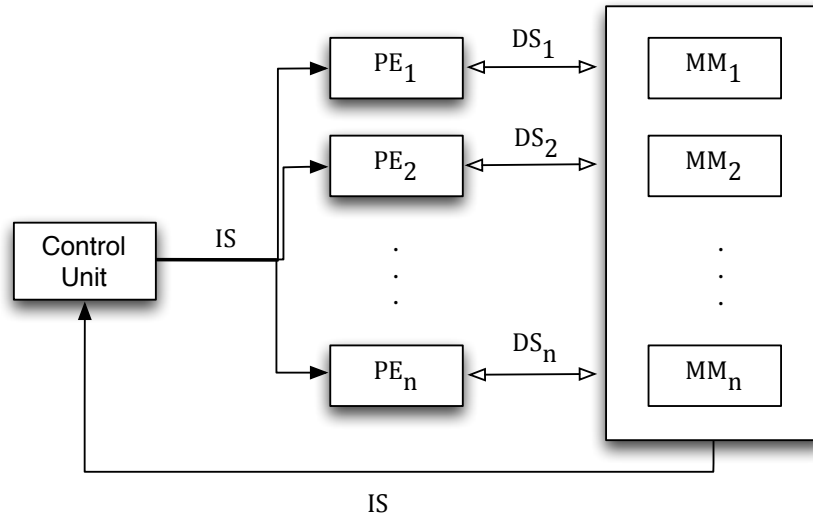 PE₁ DS₁ MM₁
PE₂ DS₂ MM₂
Control
Unit
IS
. . .
. . .
PEₙ DSₙ MMₙ
IS